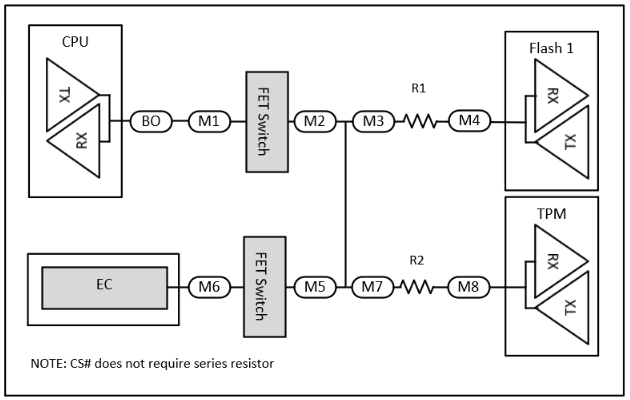 CPU
TX
RX
BO
M1
FET Switch
M2
M3
R1
M4
Flash 1
RX
TX
EC
M6
FET Switch
M5
M7
R2
M8
TPM
RX
TX
NOTE: CS# does not require series resistor